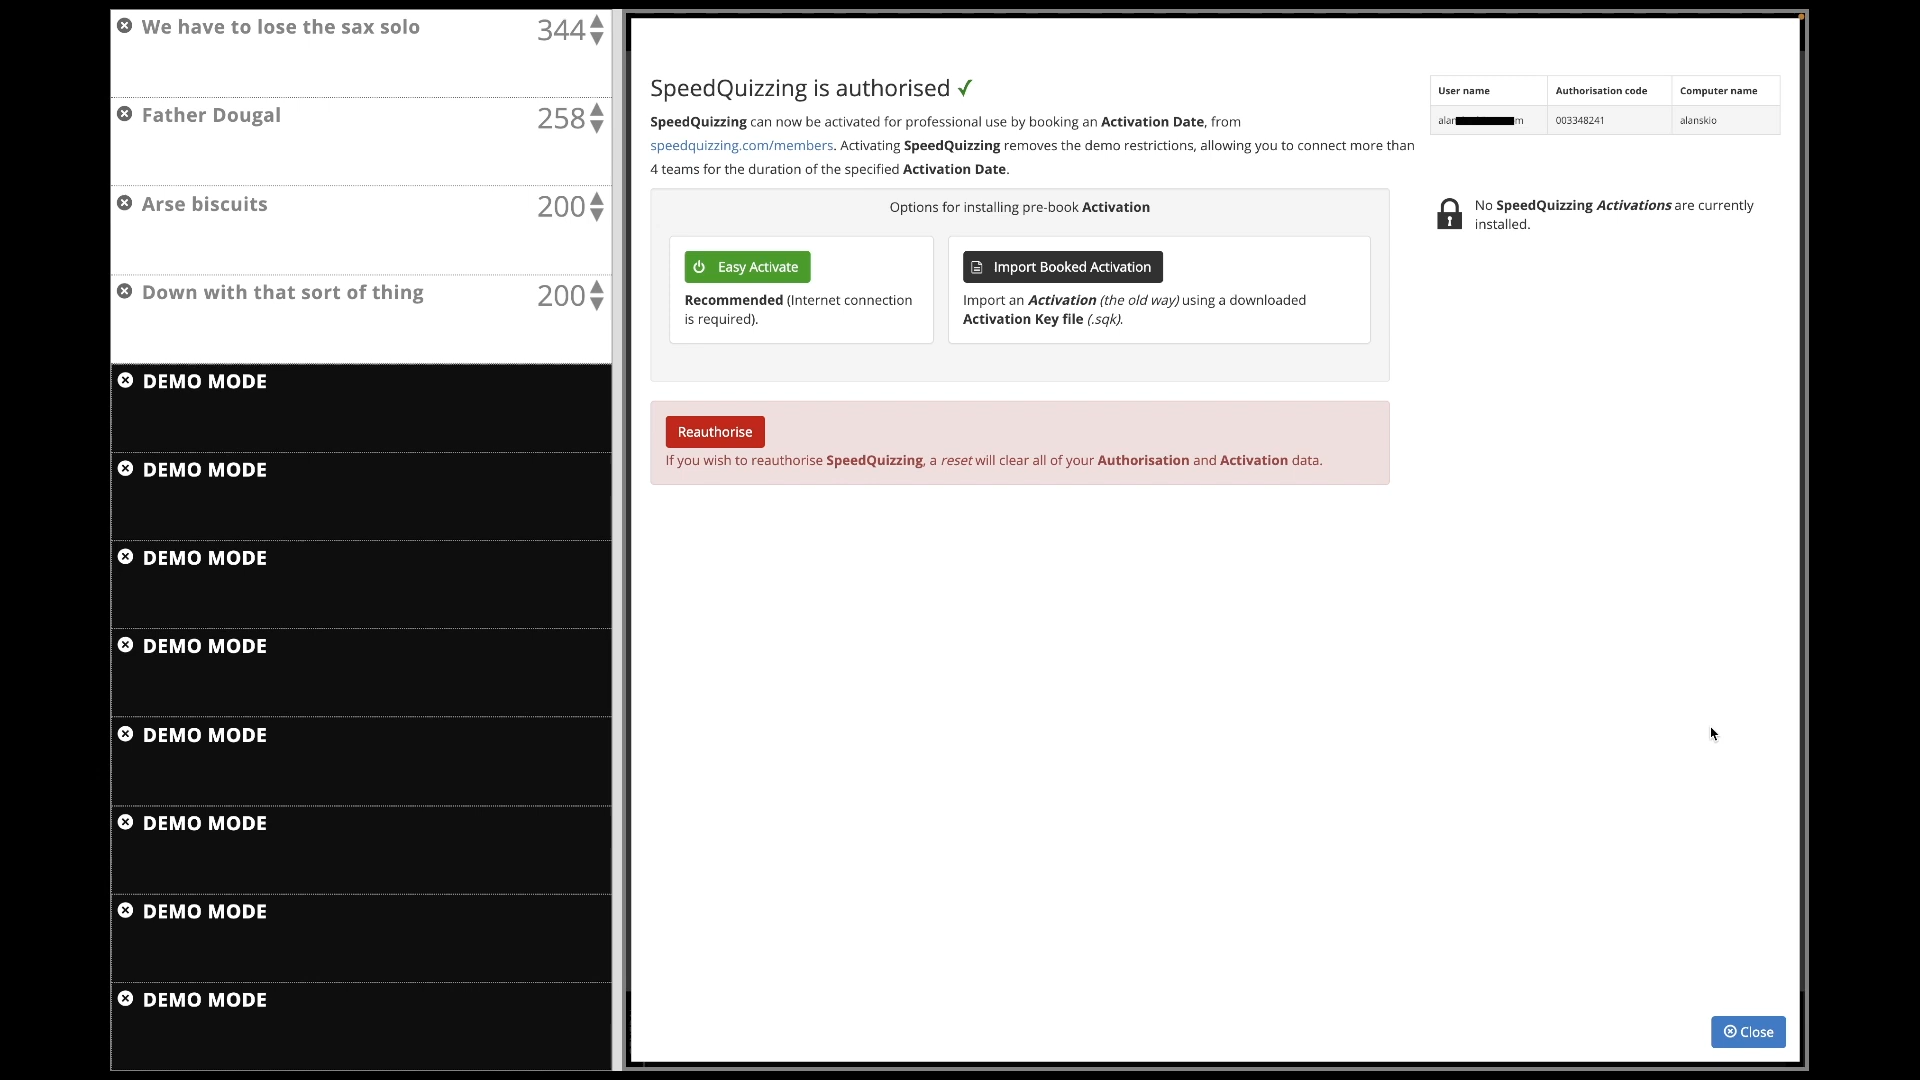 We have to lose the sax solo 344
Father Dougal 258
Arse biscuits 200
Down with that sort of thing 200
DEMO MODE
DEMO MODE
DEMO MODE
DEMO MODE
DEMO MODE
DEMO MODE
DEMO MODE
DEMO MODE
SpeedQuizzing is authorised ✓
SpeedQuizzing can now be activated for professional use by booking an Activation Date, from
speedquizzing.com/members. Activating SpeedQuizzing removes the demo restrictions, allowing you to connect more than
4 teams for the duration of the specified Activation Date.
Options for installing pre-book Activation
Easy Activate
Recommended (Internet connection
is required).
Import Booked Activation
Import an Activation (the old way) using a downloaded
Activation Key file (.sqk).
Reauthorise
If you wish to reauthorise SpeedQuizzing, a reset will clear all of your Authorisation and Activation data.
User name Authorisation code Computer name
alan m 003348241 alanskio
No SpeedQuizzing Activations are currently
installed.
Close